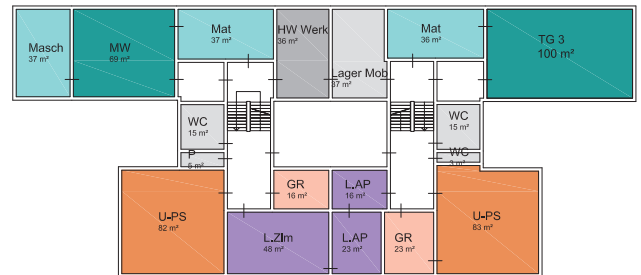 Masch
37 m²
MW
69 m²
Mat
37 m²
HW Werk
36 m²
Lager Mob
37 m²
Mat
36 m²
TG 3
100 m²
WC
15 m²
P
5 m²
WC
15 m²
WC
3 m²
U-PS
82 m²
GR
16 m²
L.AP
16 m²
L.ZIm
48 m²
L.AP
23 m²
GR
23 m²
U-PS
83 m²